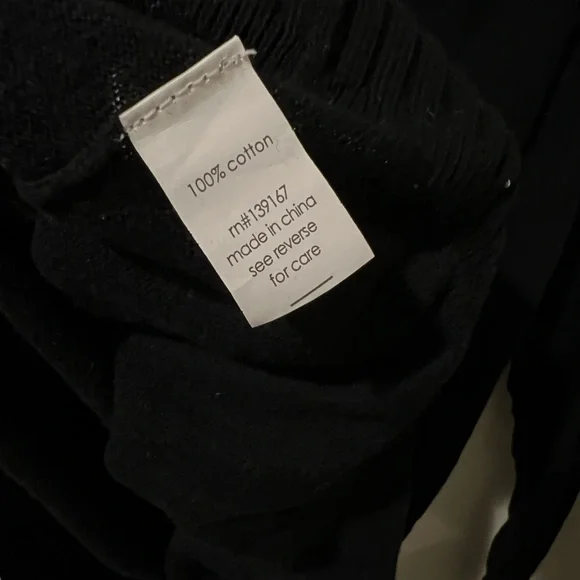 100% cotton
rn#139167
made in china
see reverse
for care